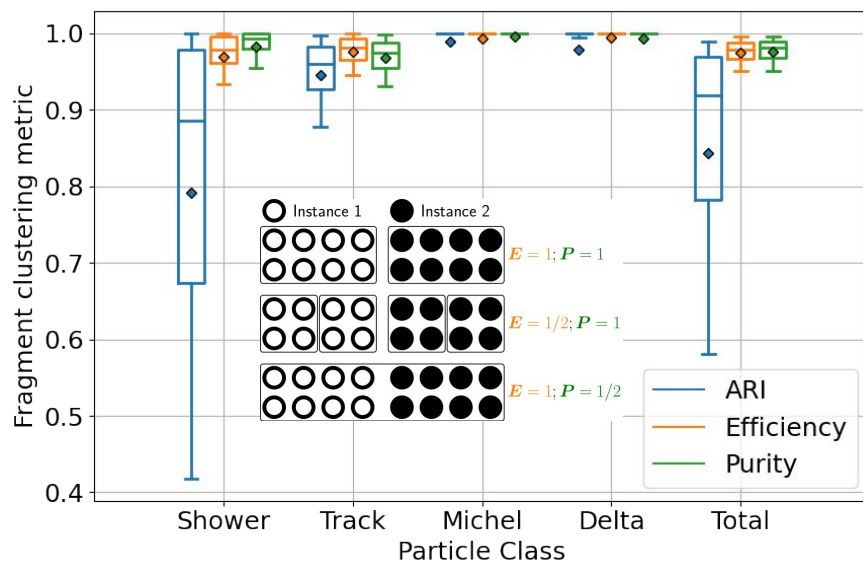 Fragment clustering metric
1.0
0.9
0.8
0.7
0.6
0.5
0.4
Instance 1 Instance 2
E = 1; P = 1
E = 1/2; P = 1
E = 1; P = 1/2
ARI
Efficiency
Purity
Shower Track Michel Delta Total
Particle Class